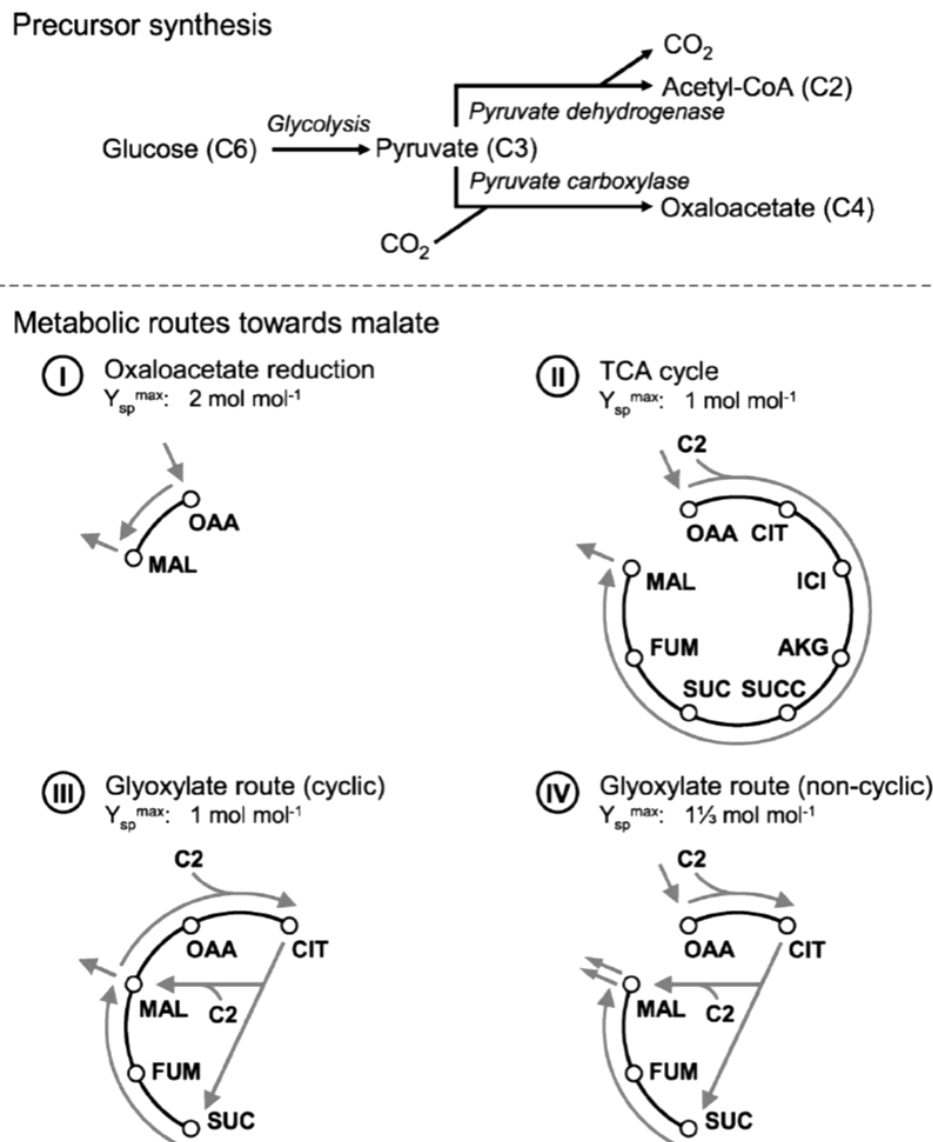 Precursor synthesis
CO2
Acetyl-CoA (C2)
Pyruvate dehydrogenase
Glycolysis
Glucose (C6)
Pyruvate (C3)
Pyruvate carboxylase
Oxaloacetate (C4)
CO2
Metabolic routes towards malate
I Oxaloacetate reduction
Ysp^max: 2 mol mol-1
OAA
MAL
II TCA cycle
Ysp^max: 1 mol mol-1
C2
OAA CIT
MAL ICI
FUM AKG
SUC SUCC
III Glyoxylate route (cyclic)
Ysp^max: 1 mol mol-1
C2
OAA CIT
MAL C2
FUM
SUC
IV Glyoxylate route (non-cyclic)
Ysp^max: 1⅓ mol mol-1
C2
OAA CIT
MAL C2
FUM
SUC